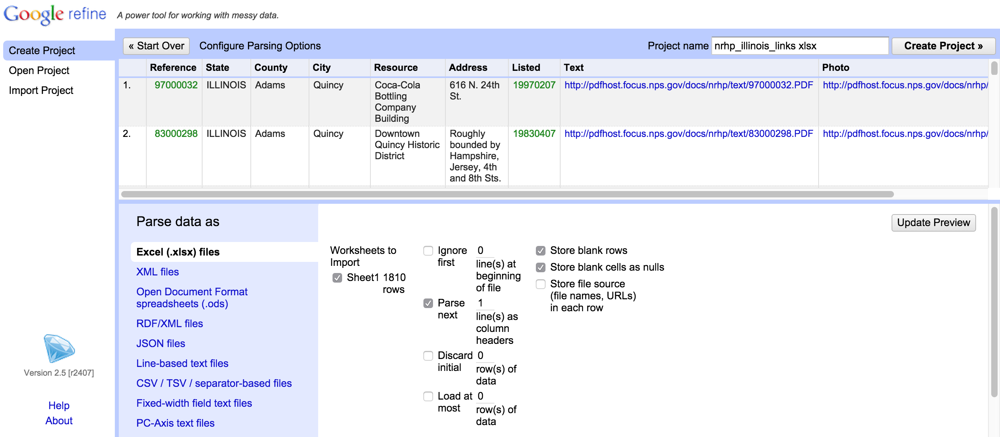 Google refine A power tool for working with messy data.
Create Project
Open Project
Import Project
« Start Over Configure Parsing Options Project name nrhp_illinois_links xlsx Create Project »
Reference State County City Resource Address Listed Text Photo
1. 97000032 ILLINOIS Adams Quincy Coca-Cola 616 N. 24th 19970207 http://pdfhost.focus.nps.gov/docs/nrhp/text/97000032.PDF http://pdfhost.focus.nps.gov/docs/nrhp/
Bottling St.
Company
Building
2. 83000298 ILLINOIS Adams Quincy Downtown Roughly 19830407 http://pdfhost.focus.nps.gov/docs/nrhp/text/83000298.PDF http://pdfhost.focus.nps.gov/docs/nrhp/
Quincy Historic bounded by
District Hampshire,
Jersey, 4th
and 8th Sts.
Parse data as
Excel (.xlsx) files
XML files
Open Document Format
spreadsheets (.ods)
RDF/XML files
JSON files
Line-based text files
CSV / TSV / separator-based files
Fixed-width field text files
PC-Axis text files
Update Preview
Worksheets to
Import
Sheet1 1810
rows
Ignore 0
first line(s) at
beginning
of file
Parse 1
next line(s) as
column
headers
Discard 0
initial row(s) of
data
Load at 0
most row(s) of
data
Store blank rows
Store blank cells as nulls
Store file source
(file names, URLs)
in each row
Version 2.5 [r2407]
Help
About